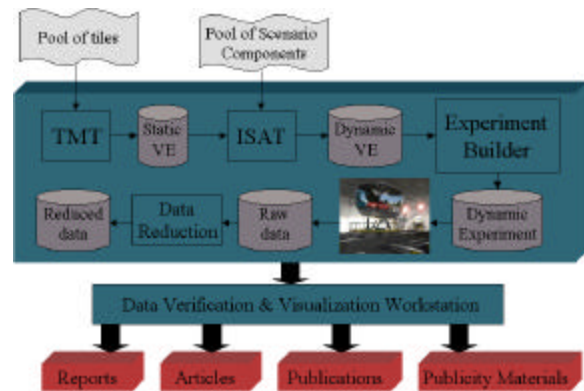 Pool of tiles
Pool of Scenario
Components
TMT
Static
VE
ISAT
Dynamic
VE
Experiment
Builder
Reduced
data
Data
Reduction
Raw
data
Dynamic
Experiment
Data Verification & Visualization Workstation
Reports
Articles
Publications
Publicity Materials